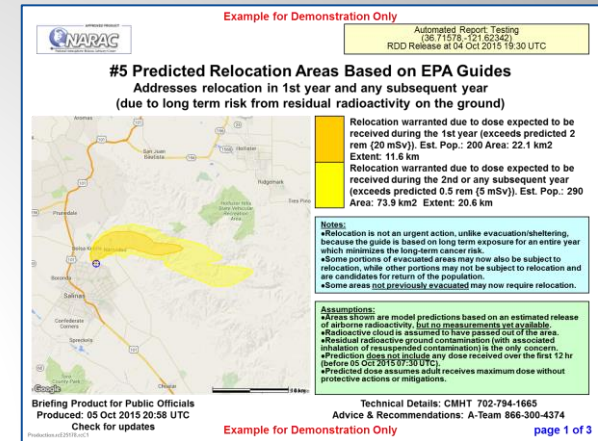 Example for Demonstration Only
NARAC
Automated Report: Testing
(36.71578,-121.62342)
RDD Release at 04 Oct 2015 19:30 UTC
#5 Predicted Relocation Areas Based on EPA Guides
Addresses relocation in 1st year and any subsequent year
(due to long term risk from residual radioactivity on the ground)
Relocation warranted due to dose expected to be
received during the 1st year (exceeds predicted 2
rem {20 mSv}). Est. Pop.: 200 Area: 22.1 km2
Extent: 11.6 km
Relocation warranted due to dose expected to be
received during the 2nd or any subsequent year
(exceeds predicted 0.5 rem {5 mSv}). Est. Pop.: 290
Area: 73.9 km2 Extent: 20.6 km
Aromas
San Juan
Bautista
Hollister
Ridgemark
Prunedale
Salinas
Confederate
Corners
Spreckels
Chualar
Google
Notes:
●Relocation is not an urgent action, unlike evacuation/sheltering,
because the guide is based on long term exposure for an entire year
which minimizes the long-term cancer risk.
●Some portions of evacuated areas may now also be subject to
relocation, while other portions may not be subject to relocation and
are candidates for return of the population.
●Some areas not previously evacuated may now require relocation.
Assumptions:
●Areas shown are model predictions based on an estimated release
of airborne radioactivity, but no measurements yet available.
●Radioactive cloud is assumed to have passed out of the area.
●Residual radioactive ground contamination (with associated
inhalation of resuspended contamination) is the only concern.
●Prediction does not include any dose received over the first 12 hr
(before 05 Oct 2015 07:30 UTC).
●Predicted dose assumes adult receives maximum dose without
protective actions or mitigations.
Briefing Product for Public Officials
Produced: 05 Oct 2015 20:58 UTC
Check for updates
Technical Details: CMHT 702-794-1665
Advice & Recommendations: A-Team 866-300-4374
Example for Demonstration Only
page 1 of 3